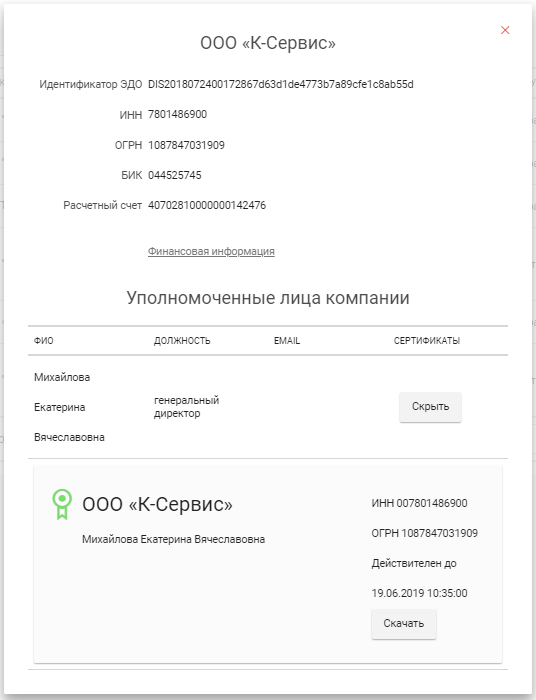 ООО «К-Сервис»
Идентификатор ЭДО DIS2018072400172867d63d1de4773b7a89cfe1c8ab55d
ИНН 7801486900
ОГРН 1087847031909
БИК 044525745
Расчетный счет 40702810000000142476
Финансовая информация
Уполномоченные лица компании
ФИО ДОЛЖНОСТЬ EMAIL СЕРТИФИКАТЫ
Михайлова
Екатерина
Вячеславовна
генеральный
директор
Скрыть
ООО «К-Сервис»
Михайлова Екатерина Вячеславовна
ИНН 007801486900
ОГРН 1087847031909
Действителен до
19.06.2019 10:35:00
Скачать